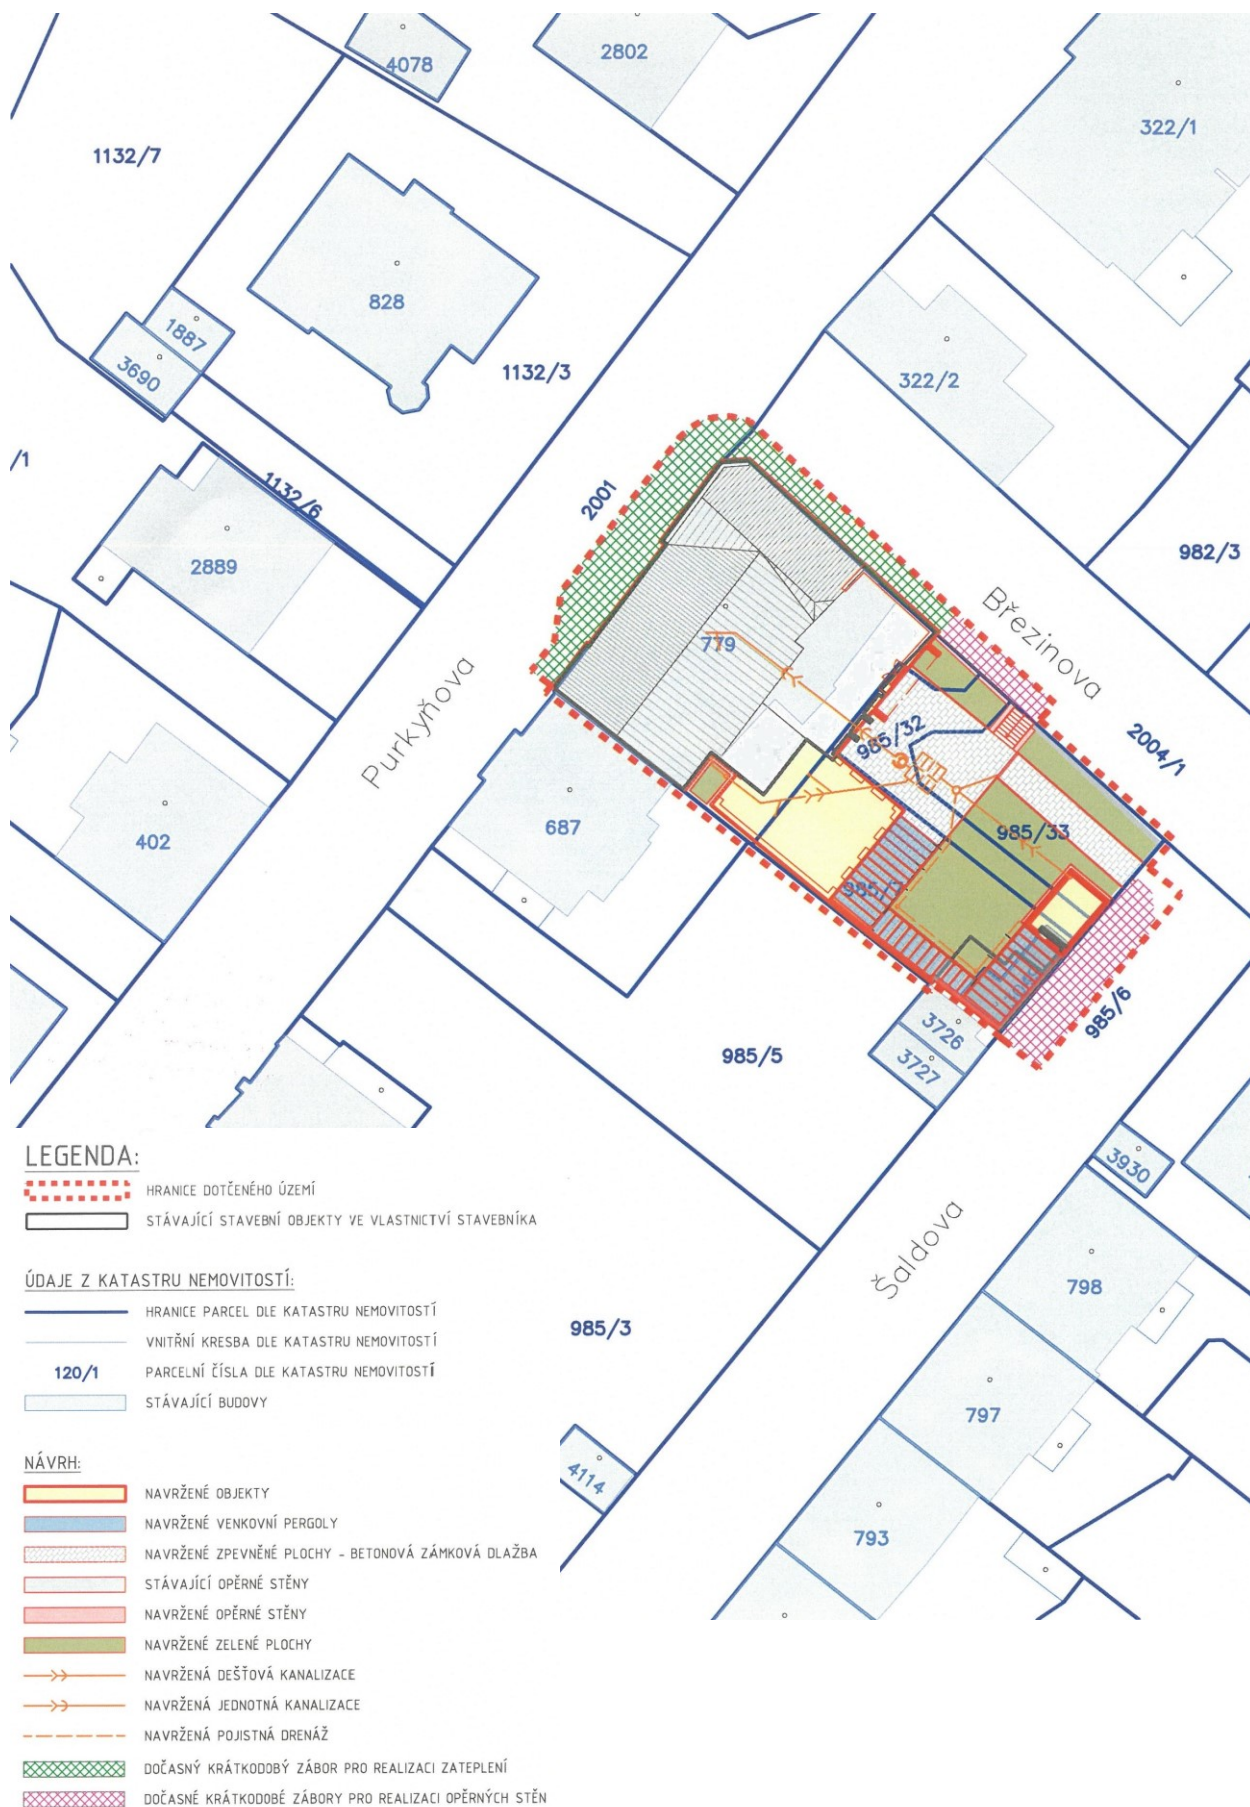 4078
2802
322/1
1132/7
828
1887
3690
1132/3
322/2
/1
1132/6
2001
2889
982/3
Březinova
779
Purkyňova
985/32
2004/1
402
687
985/33
985/7
3726
985/6
3727
985/5
3930
Šaldova
798
985/3
797
4114
793
LEGENDA:
HRANICE DOTČENÉHO ÚZEMÍ
STÁVAJÍCÍ STAVEBNÍ OBJEKTY VE VLASTNICTVÍ STAVEBNÍKA
ÚDAJE Z KATASTRU NEMOVITOSTÍ:
HRANICE PARCEL DLE KATASTRU NEMOVITOSTÍ
VNITŘNÍ KRESBA DLE KATASTRU NEMOVITOSTÍ
120/1 PARCELNÍ ČÍSLA DLE KATASTRU NEMOVITOSTÍ
STÁVAJÍCÍ BUDOVY
NÁVRH:
NAVRŽENÉ OBJEKTY
NAVRŽENÉ VENKOVNÍ PERGOLY
NAVRŽENÉ ZPEVNĚNÉ PLOCHY - BETONOVÁ ZÁMKOVÁ DLAŽBA
STÁVAJÍCÍ OPĚRNÉ STĚNY
NAVRŽENÉ OPĚRNÉ STĚNY
NAVRŽENÉ ZELENÉ PLOCHY
NAVRŽENÁ DEŠŤOVÁ KANALIZACE
NAVRŽENÁ JEDNOTNÁ KANALIZACE
NAVRŽENÁ POJISTNÁ DRENÁŽ
DOČASNÝ KRÁTKODOBÝ ZÁBOR PRO REALIZACI ZATEPLENÍ
DOČASNÉ KRÁTKODOBÉ ZÁBORY PRO REALIZACI OPĚRNÝCH STĚN